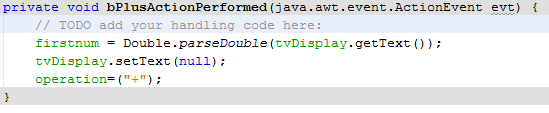 private void bPlusActionPerformed(java.awt.event.ActionEvent evt) {
// TODO add your handling code here:
firstnum = Double.parseDouble(tvDisplay.getText());
tvDisplay.setText(null);
operation=("+");
}